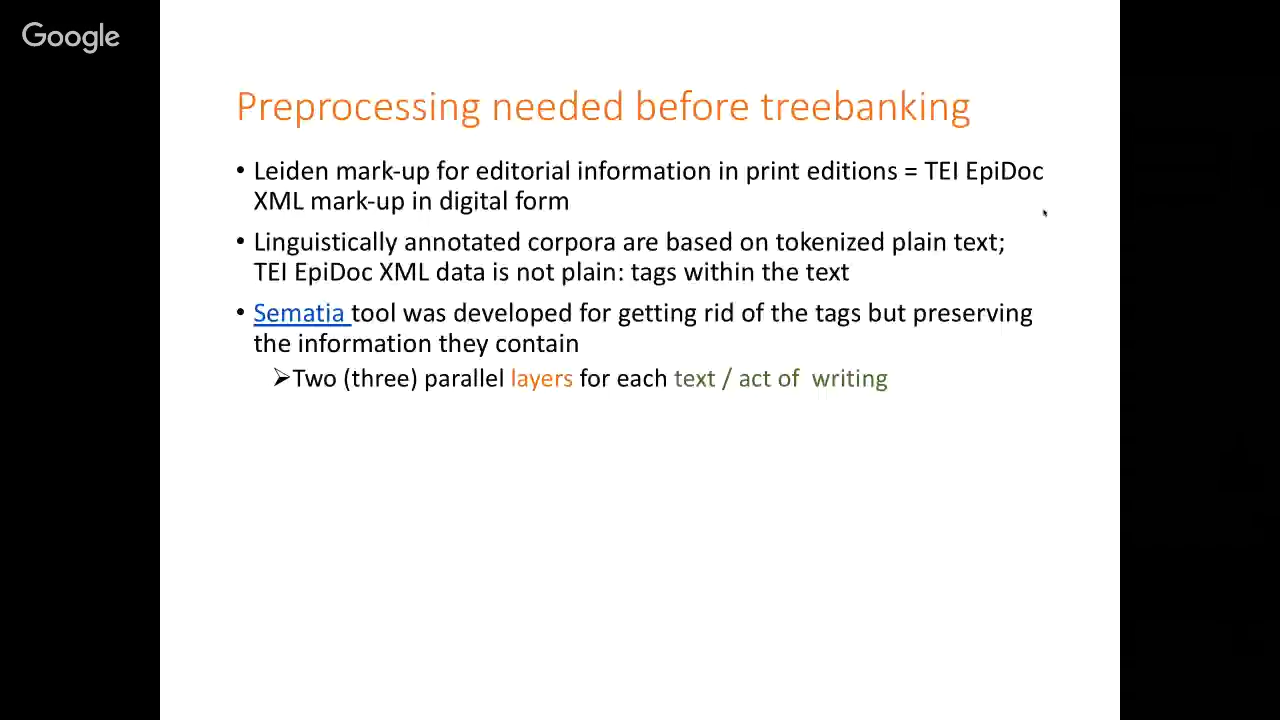 Google
Preprocessing needed before treebanking
• Leiden mark-up for editorial information in print editions = TEI EpiDoc
XML mark-up in digital form
• Linguistically annotated corpora are based on tokenized plain text;
TEI EpiDoc XML data is not plain: tags within the text
• Sematia tool was developed for getting rid of the tags but preserving
the information they contain
➢Two (three) parallel layers for each text / act of writing